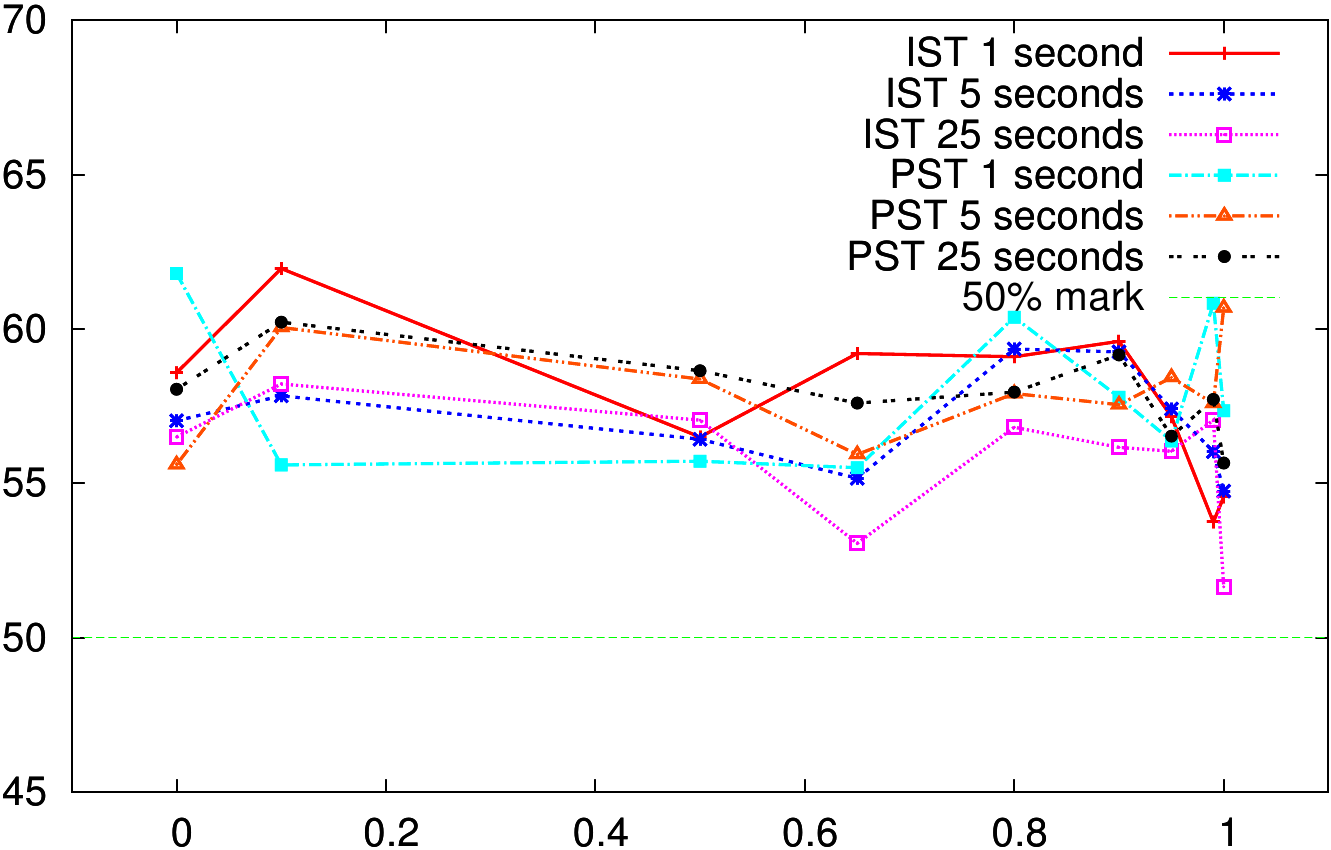 70
65
60
55
50
45
IST 1 second
IST 5 seconds
IST 25 seconds
PST 1 second
PST 5 seconds
PST 25 seconds
50% mark
0 0.2 0.4 0.6 0.8 1